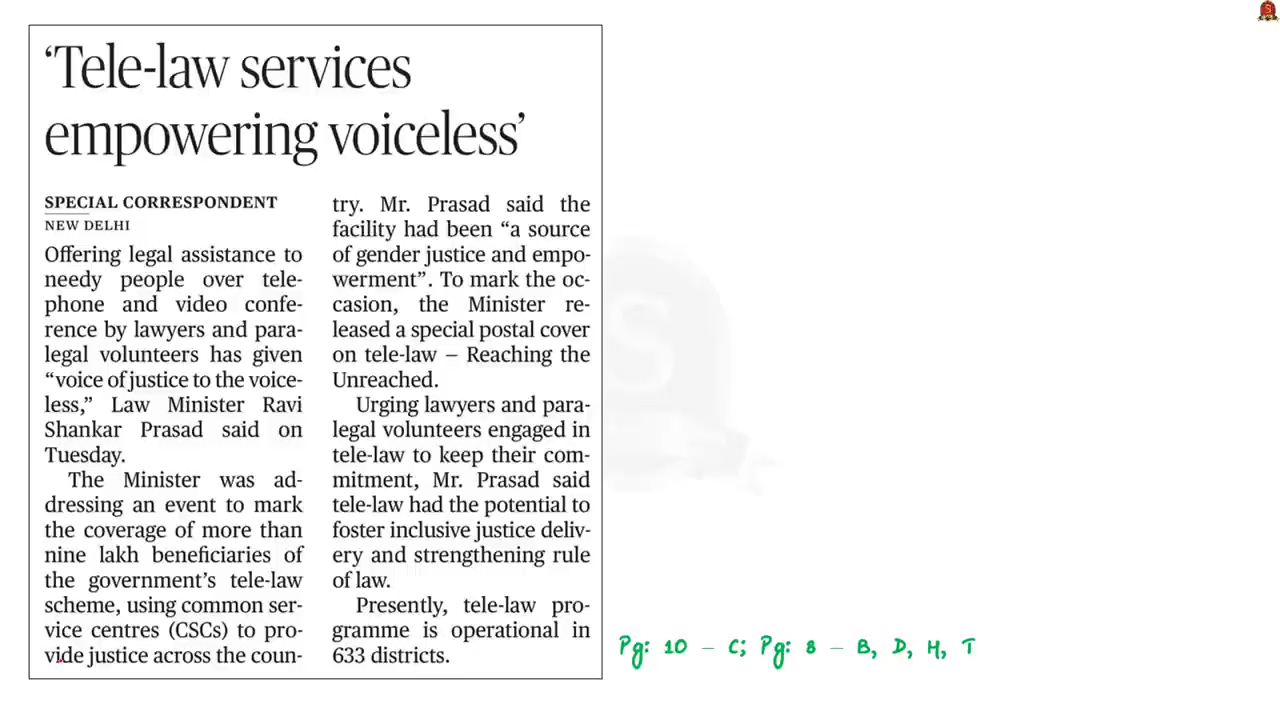 ‘Tele-law services
empowering voiceless’
SPECIAL CORRESPONDENT
NEW DELHI
Offering legal assistance to
needy people over tele-
phone and video confe-
rence by lawyers and para-
legal volunteers has given
“voice of justice to the voice-
less,” Law Minister Ravi
Shankar Prasad said on
Tuesday.
The Minister was ad-
dressing an event to mark
the coverage of more than
nine lakh beneficiaries of
the government’s tele-law
scheme, using common ser-
vice centres (CSCs) to pro-
vide justice across the coun-
try. Mr. Prasad said the
facility had been “a source
of gender justice and empo-
werment”. To mark the oc-
casion, the Minister re-
leased a special postal cover
on tele-law – Reaching the
Unreached.
Urging lawyers and para-
legal volunteers engaged in
tele-law to keep their com-
mitment, Mr. Prasad said
tele-law had the potential to
foster inclusive justice deliv-
ery and strengthening rule
of law.
Presently, tele-law pro-
gramme is operational in
633 districts.
Pg: 10 – C; Pg: 8 – B, D, H, T
S
S